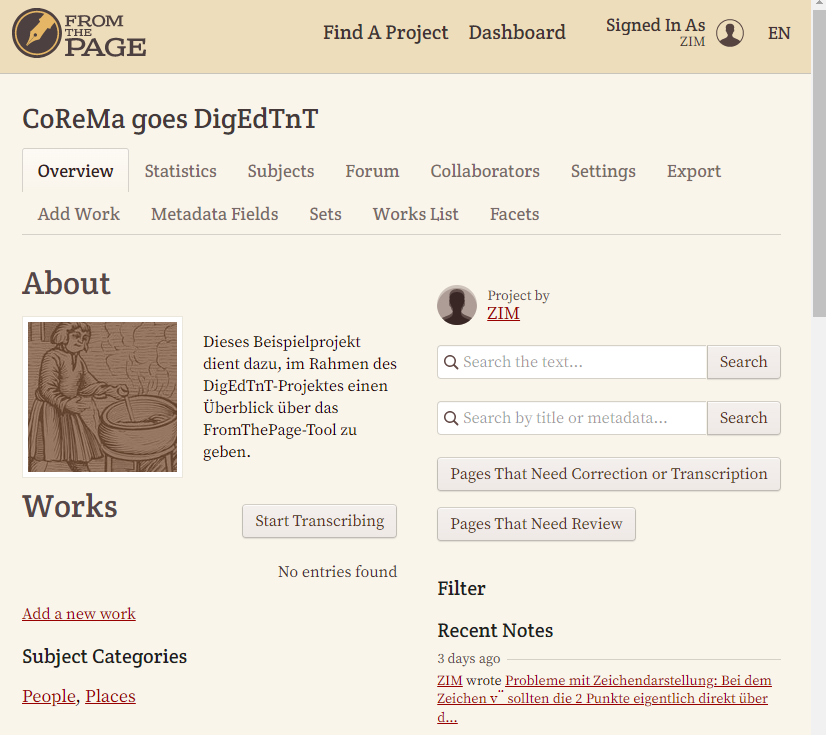 FROM
THE
PAGE
Find A Project Dashboard Signed In As
ZIM
EN
CoReMa goes DigEdTnT
Overview Statistics Subjects Forum Collaborators Settings Export
Add Work Metadata Fields Sets Works List Facets
About
Dieses Beispielprojekt
dient dazu, im Rahmen des
DigEdTnT-Projektes einen
Überblick über das
FromThePage-Tool zu
geben.
Works
Start Transcribing
No entries found
Add a new work
Subject Categories
People, Places
Project by
ZIM
Search the text... Search
Search by title or metadata... Search
Pages That Need Correction or Transcription
Pages That Need Review
Filter
Recent Notes
3 days ago
ZIM wrote Probleme mit Zeichendarstellung: Bei dem
Zeichen v¨ sollten die 2 Punkte eigentlich direkt über
d...